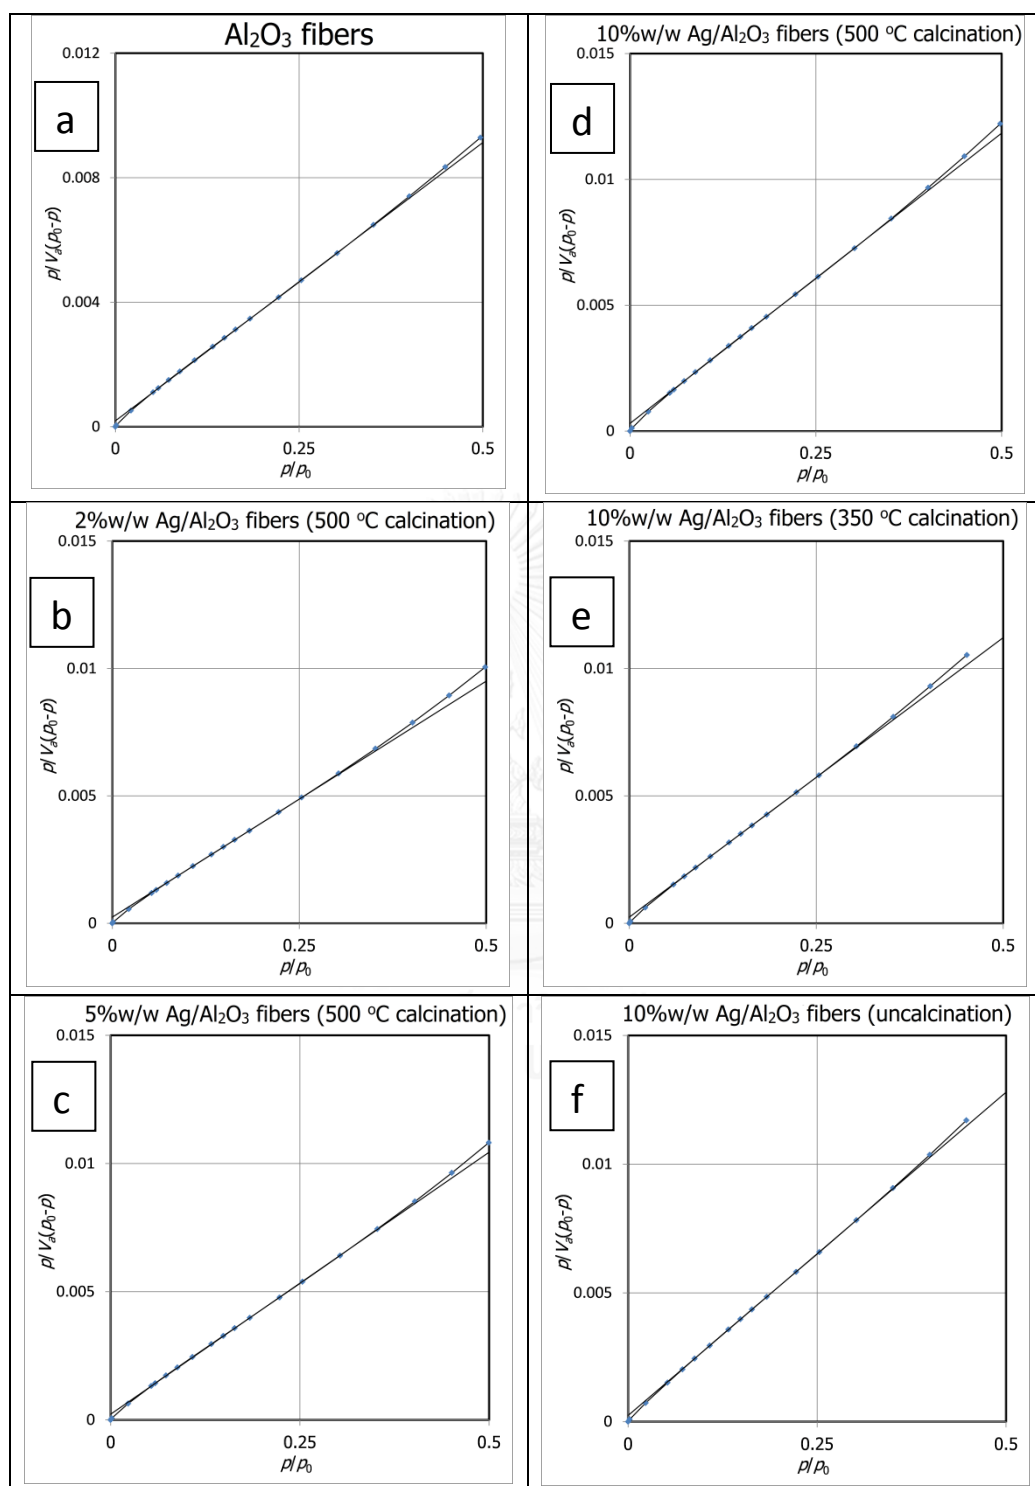 Al₂O₃ fibers
a
0.012
0.008
0.004
0
p/Vₐ(p₀-p)
0 0.25 0.5
p/p₀
10%w/w Ag/Al₂O₃ fibers (500 ᵒC calcination)
d
0.015
0.01
0.005
0
p/Vₐ(p₀-p)
0 0.25 0.5
p/p₀
2%w/w Ag/Al₂O₃ fibers (500 ᵒC calcination)
b
0.015
0.01
0.005
0
p/Vₐ(p₀-p)
0 0.25 0.5
p/p₀
10%w/w Ag/Al₂O₃ fibers (350 ᵒC calcination)
e
0.015
0.01
0.005
0
p/Vₐ(p₀-p)
0 0.25 0.5
p/p₀
5%w/w Ag/Al₂O₃ fibers (500 ᵒC calcination)
c
0.015
0.01
0.005
0
p/Vₐ(p₀-p)
0 0.25 0.5
p/p₀
10%w/w Ag/Al₂O₃ fibers (uncalcination)
f
0.015
0.01
0.005
0
p/Vₐ(p₀-p)
0 0.25 0.5
p/p₀